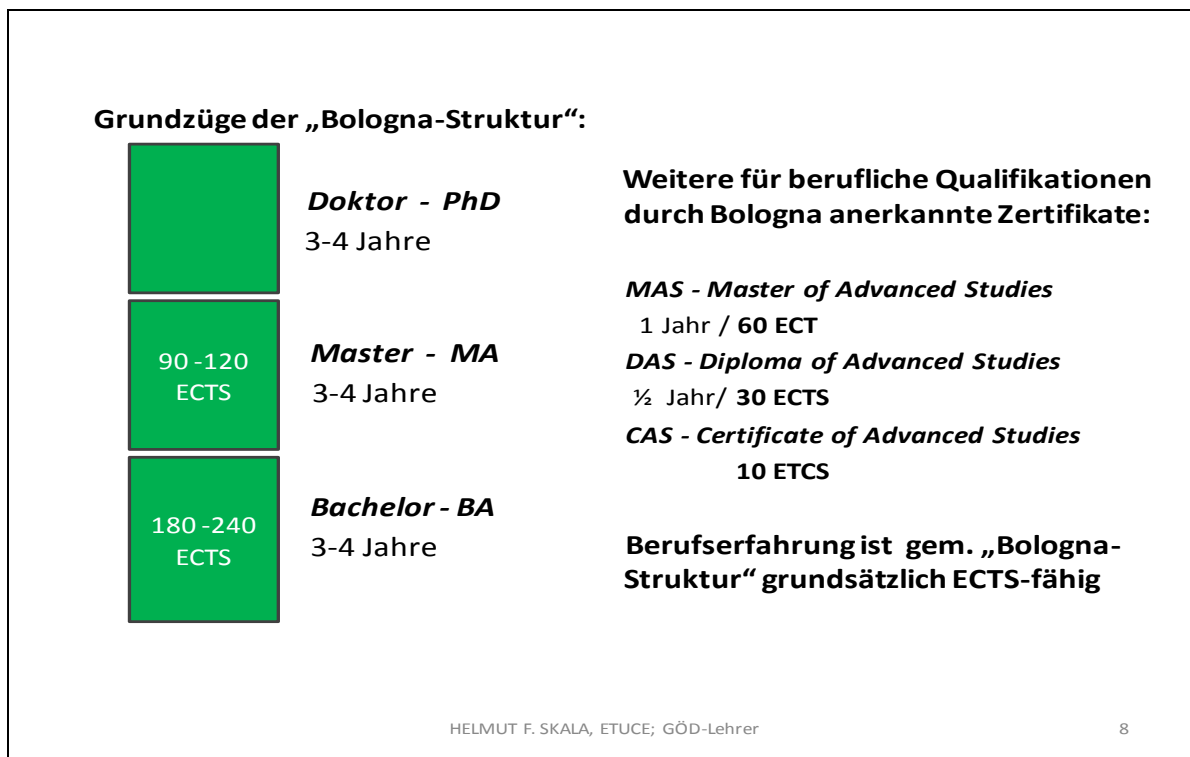 Grundzüge der „Bologna-Struktur“:
Doktor - PhD
3-4 Jahre
90 -120
ECTS
Master - MA
3-4 Jahre
180 -240
ECTS
Bachelor - BA
3-4 Jahre
Weitere für berufliche Qualifikationen
durch Bologna anerkannte Zertifikate:
MAS - Master of Advanced Studies
1 Jahr / 60 ECT
DAS - Diploma of Advanced Studies
½ Jahr/ 30 ECTS
CAS - Certificate of Advanced Studies
10 ETCS
Berufserfahrung ist gem. „Bologna-
Struktur“ grundsätzlich ECTS-fähig
HELMUT F. SKALA, ETUCE; GÖD-Lehrer
8